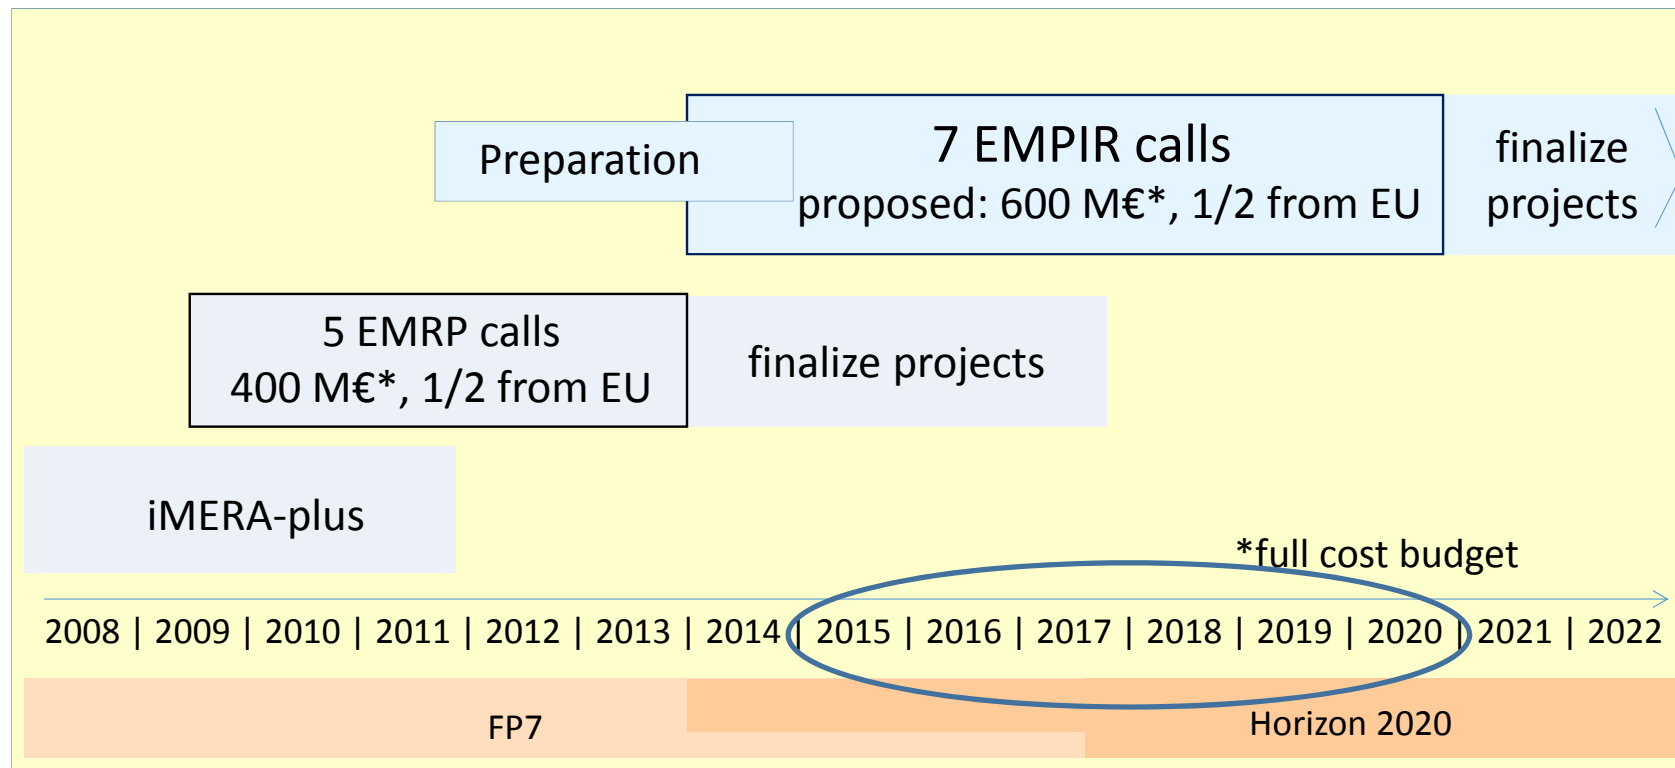 Preparation
7 EMPIR calls
proposed: 600 M€*, 1/2 from EU
finalize
projects
5 EMRP calls
400 M€*, 1/2 from EU
finalize projects
iMERA-plus
*full cost budget
2008 | 2009 | 2010 | 2011 | 2012 | 2013 | 2014 | 2015 | 2016 | 2017 | 2018 | 2019 | 2020 | 2021 | 2022
FP7
Horizon 2020